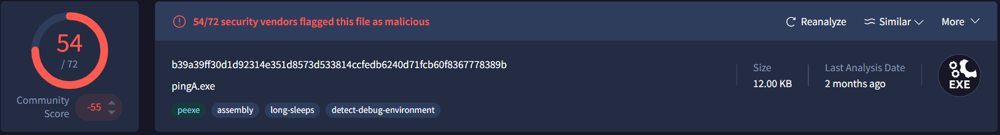 54
/ 72
Community
Score
-55
54/72 security vendors flagged this file as malicious
Reanalyze
Similar
More
b39a39ff30d1d92314e351d8573d533814ccfedb6240d71fcb60f8367778389b
pingA.exe
peexe
assembly
long-sleeps
detect-debug-environment
Size
12.00 KB
Last Analysis Date
2 months ago
EXE